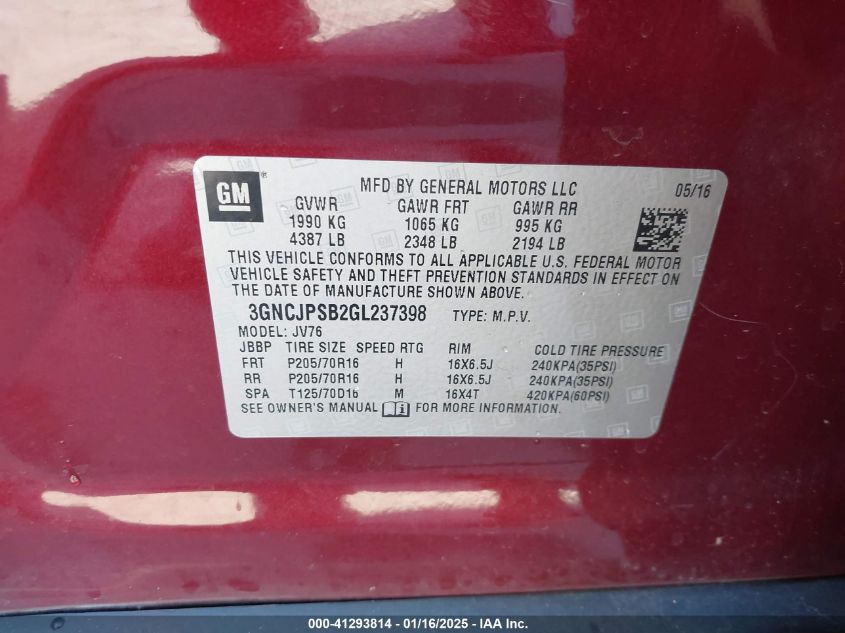 GM ® MFD BY GENERAL MOTORS LLC 05/16
GVWR GAWR FRT GAWR RR
1990 KG 1065 KG 995 KG
4387 LB 2348 LB 2194 LB
THIS VEHICLE CONFORMS TO ALL APPLICABLE U.S. FEDERAL MOTOR
VEHICLE SAFETY AND THEFT PREVENTION STANDARDS IN EFFECT ON
THE DATE OF MANUFACTURE SHOWN ABOVE.
3GNCJPSB2GL237398 TYPE: M.P.V.
MODEL: JV76
JBBP TIRE SIZE SPEED RTG RIM COLD TIRE PRESSURE
FRT P205/70R16 H 16X6.5J 240KPA(35PSI)
RR P205/70R16 H 16X6.5J 240KPA(35PSI)
SPA T125/70D16 M 16X4T 420KPA(60PSI)
SEE OWNER'S MANUAL FOR MORE INFORMATION.
000-41293814 - 01/16/2025 - IAA Inc.